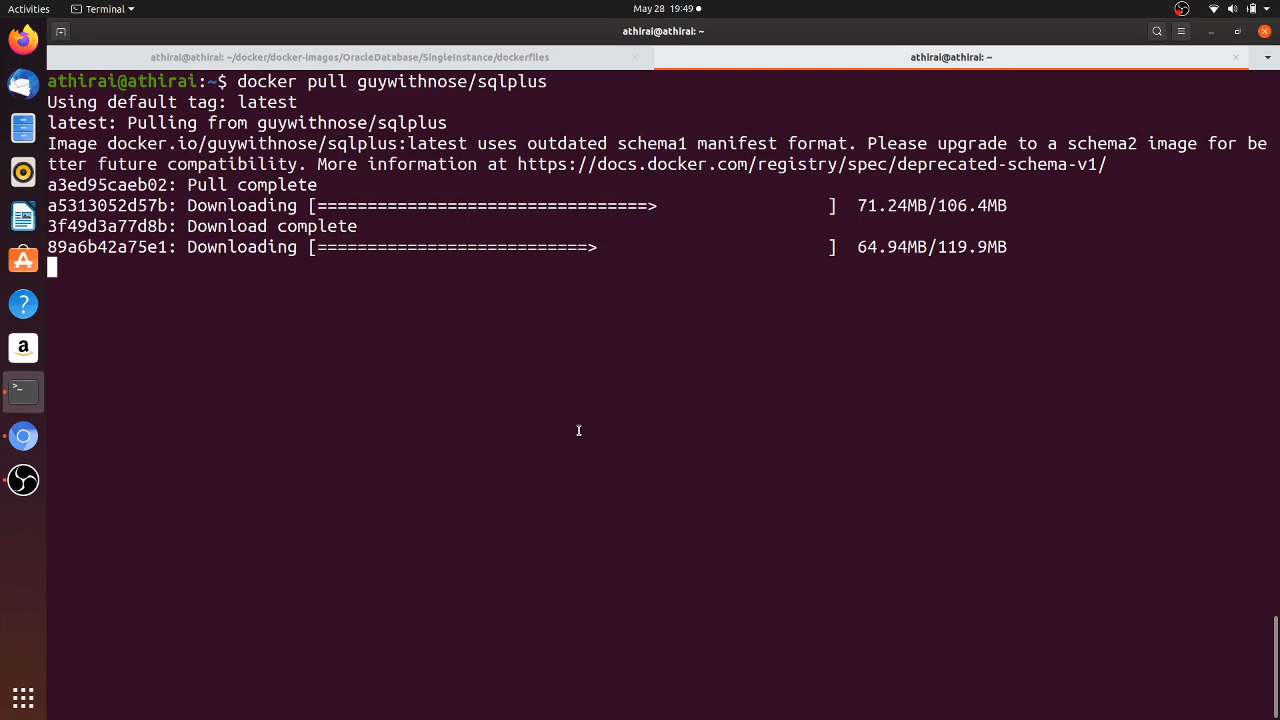 Activities
Terminal
May 28 19:49
athirai@athirai: ~
athirai@athirai: ~/docker/docker-images/OracleDatabase/SingleInstance/dockerfiles
athirai@athirai: ~
athirai@athirai:~$ docker pull guywithnose/sqlplus
Using default tag: latest
latest: Pulling from guywithnose/sqlplus
Image docker.io/guywithnose/sqlplus:latest uses outdated schema1 manifest format. Please upgrade to a schema2 image for be
tter future compatibility. More information at https://docs.docker.com/registry/spec/deprecated-schema-v1/
a3ed95caeb02: Pull complete
a5313052d57b: Downloading [=================================>                 ]  71.24MB/106.4MB
3f49d3a77d8b: Download complete
89a6b42a75e1: Downloading [===========================>                       ]  64.94MB/119.9MB